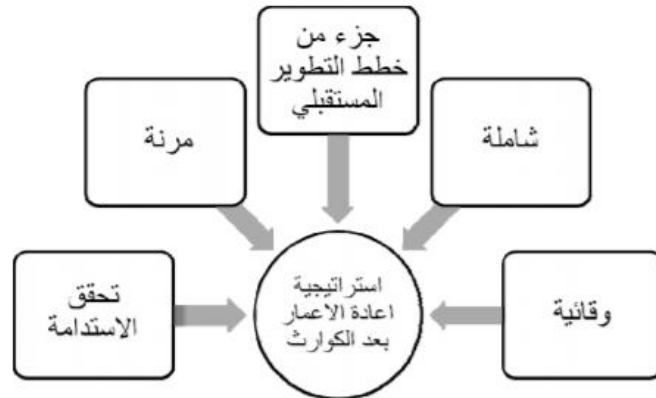 جزء من
خطط التطوير
المستقبلي
شاملة
مرنة
وقائية
تحقق
الاستدامة
استراتيجية
اعادة الاعمار
بعد الكوارث